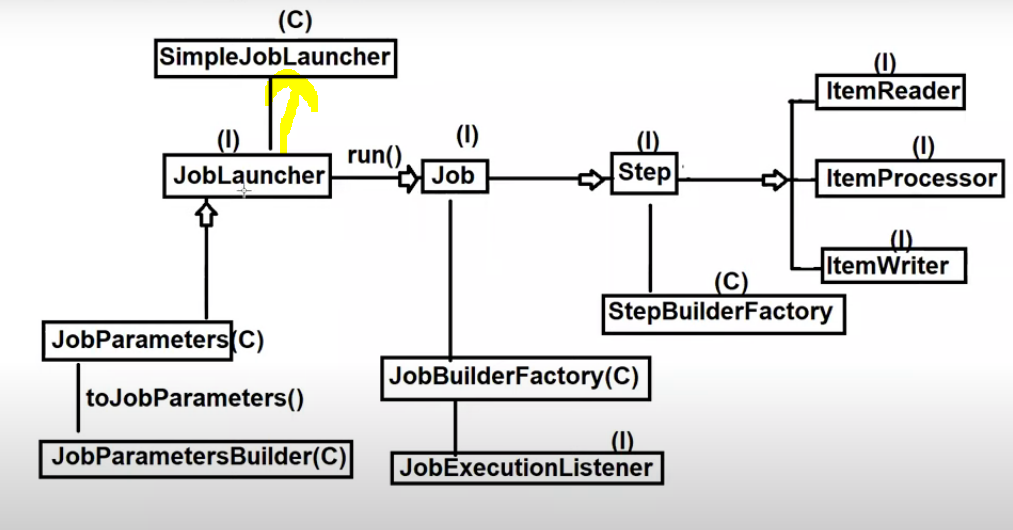 (C)
SimpleJobLauncher
(I)
JobLauncher
run()
(I)
Job
(I)
Step
(I)
ItemReader
(I)
ItemProcessor
(I)
ItemWriter
(C)
StepBuilderFactory
JobParameters(C)
toJobParameters()
JobParametersBuilder(C)
JobBuilderFactory(C)
(I)
JobExecutionListener